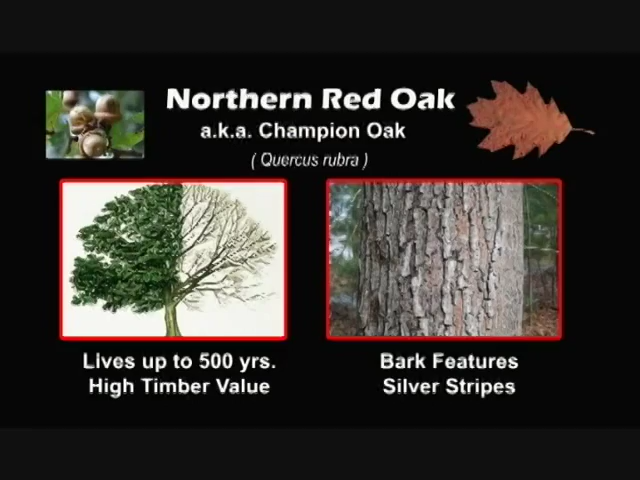 Northern Red Oak
a.k.a. Champion Oak
( Quercus rubra )
Lives up to 500 yrs.
High Timber Value
Bark Features
Silver Stripes